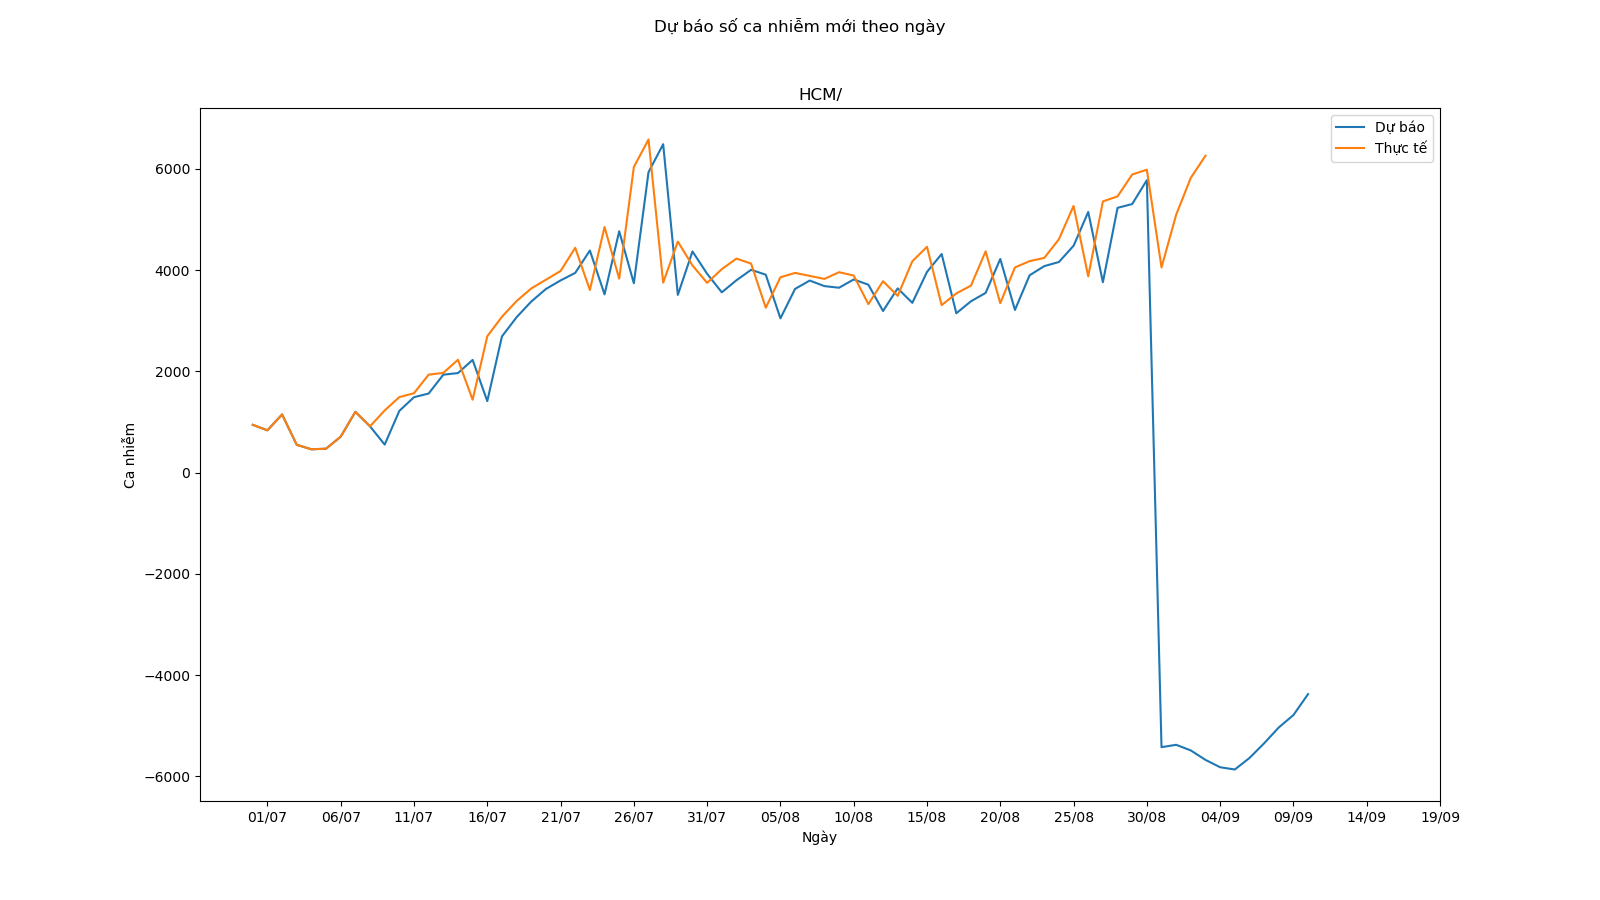 Dự báo số ca nhiễm mới theo ngày
HCM/
Dự báo
Thực tế
6000
4000
2000
0
−2000
−4000
−6000
Ca nhiễm
01/07 06/07 11/07 16/07 21/07 26/07 31/07 05/08 10/08 15/08 20/08 25/08 30/08 04/09 09/09 14/09 19/09
Ngày